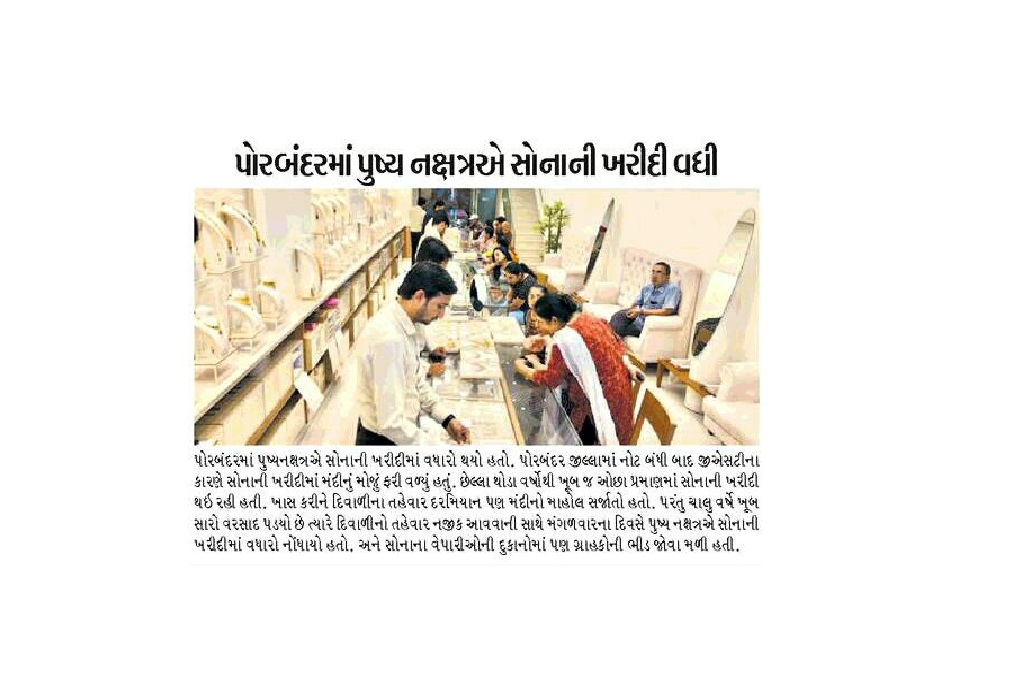 પોરબંદરમાં પુષ્ય નક્ષત્રએ સોનાની ખરીદી વધી
પોરબંદરમાં પુષ્યનક્ષત્રએ સોનાની ખરીદીમાં વધારો થયો હતો. પોરબંદર જીલ્લામાં નોટ બંધી બાદ જીએસટીના
કારણે સોનાની ખરીદીમાં મંદીનું મોજું ફરી વળ્યું હતું. છેલ્લા થોડા વર્ષોથી ખૂબ જ ઓછા પ્રમાણમાં સોનાની ખરીદી
થઈ રહી હતી. ખાસ કરીને દિવાળીના તહેવાર દરમિયાન પણ મંદીનો માહોલ સર્જાતો હતો. પરંતુ ચાલુ વર્ષે ખૂબ
સારો વરસાદ પડયો છે ત્યારે દિવાળીનો તહેવાર નજીક આવવાની સાથે મંગળવારના દિવસે પુષ્ય નક્ષત્રએ સોનાની
ખરીદીમાં વધારો નોંધાયો હતો. અને સોનાના વેપારીઓની દુકાનોમાં પણ ગ્રાહકોની ભીડ જોવા મળી હતી.